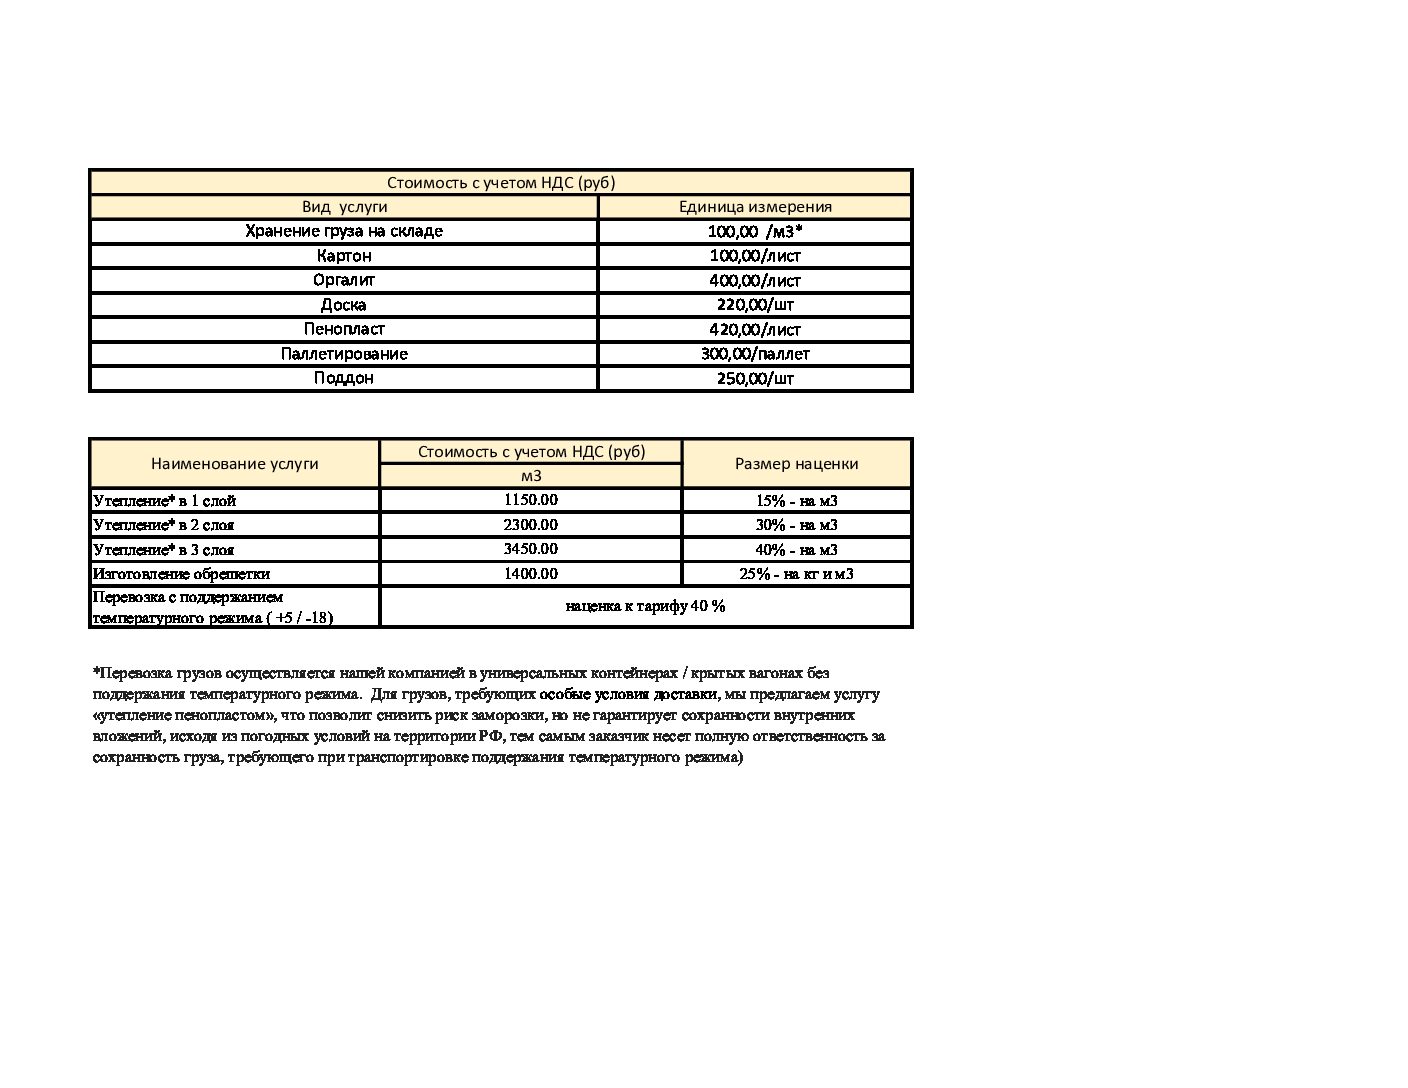 Стоимость с учетом НДС (руб)
Вид услуги Единица измерения
Хранение груза на складе 100,00 /м3*
Картон 100,00/лист
Оргалит 400,00/лист
Доска 220,00/шт
Пенопласт 420,00/лист
Паллетирование 300,00/паллет
Поддон 250,00/шт
Наименование услуги Стоимость с учетом НДС (руб) Размер наценки
м3
Утепление* в 1 слой 1150.00 15% - на м3
Утепление* в 2 слоя 2300.00 30% - на м3
Утепление* в 3 слоя 3450.00 40% - на м3
Изготовление обрешетки 1400.00 25% - на кг и м3
Перевозка с поддержанием
температурного режима ( +5 / -18) наценка к тарифу 40 %
*Перевозка грузов осуществляется нашей компанией в универсальных контейнерах / крытых вагонах без
поддержания температурного режима. Для грузов, требующих особые условия доставки, мы предлагаем услугу
«утепление пенопластом», что позволит снизить риск заморозки, но не гарантирует сохранности внутренних
вложений, исходя из погодных условий на территории РФ, тем самым заказчик несет полную ответственность за
сохранность груза, требующего при транспортировке поддержания температурного режима)